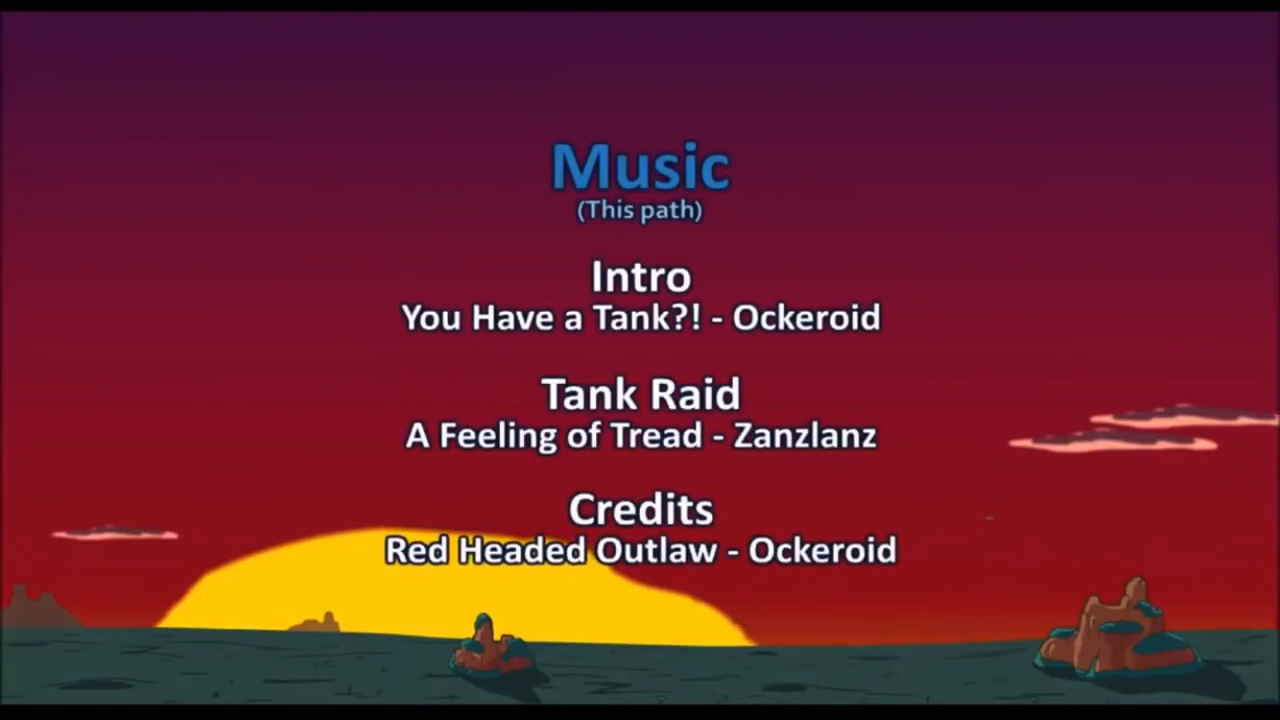 Music
(This path)
Intro
You Have a Tank?! - Ockeroid
Tank Raid
A Feeling of Tread - Zanzlanz
Credits
Red Headed Outlaw - Ockeroid